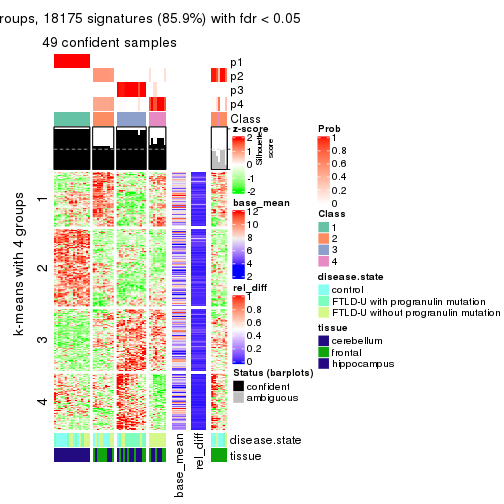 roups, 18175 signatures (85.9%) with fdr < 0.05
49 confident samples
p1
p2
p3
p4
Class
Silhouette
score
k-means with 4 groups
1
2
3
4
z-score
2
1
0
-1
-2
base_mean
12
10
8
6
4
2
rel_diff
1
0.8
0.6
0.4
0.2
0
Status (barplots)
confident
ambiguous
Prob
1
0.8
0.6
0.4
0.2
0
Class
1
2
3
4
disease.state
control
FTLD-U with progranulin mutation
FTLD-U without progranulin mutation
tissue
cerebellum
frontal
hippocampus
disease.state
tissue
base_mean
rel_diff